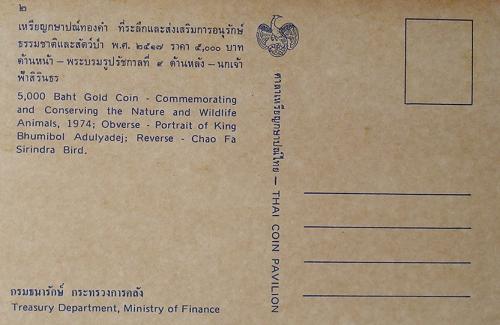 ๒
เหรียญกษาปณ์ทองคำ ที่ระลึกและส่งเสริมการอนุรักษ์
ธรรมชาติและสัตว์ป่า พ.ศ. ๒๕๑๗ ราคา ๕,๐๐๐ บาท
ด้านหน้า – พระบรมรูปรัชกาลที่ ๙ ด้านหลัง – นกเจ้า
ฟ้าสิรินธร
5,000 Baht Gold Coin - Commemorating
and Conserving the Nature and Wildlife
Animals, 1974; Obverse - Portrait of King
Bhumibol Adulyadej; Reverse - Chao Fa
Sirindra Bird.
ศาลาเหรียญกษาปณ์ไทย – THAI COIN PAVILION
กรมธนารักษ์ กระทรวงการคลัง
Treasury Department, Ministry of Finance